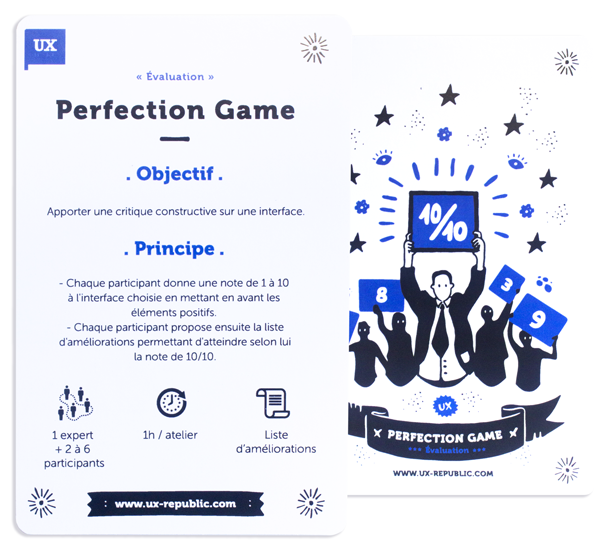 UX
« Évaluation »
Perfection Game
. Objectif .
Apporter une critique constructive sur une interface.
. Principe .
- Chaque participant donne une note de 1 à 10
à l'interface choisie en mettant en avant les
éléments positifs.
- Chaque participant propose ensuite la liste
d'améliorations permettant d'atteindre selon lui
la note de 10/10.
1 expert
+ 2 à 6
participants
1h / atelier
Liste
d'améliorations
: www.ux-republic.com :
10/10
8
3
9
UX
PERFECTION GAME
+++ Évaluation +++
WWW.UX-REPUBLIC.COM